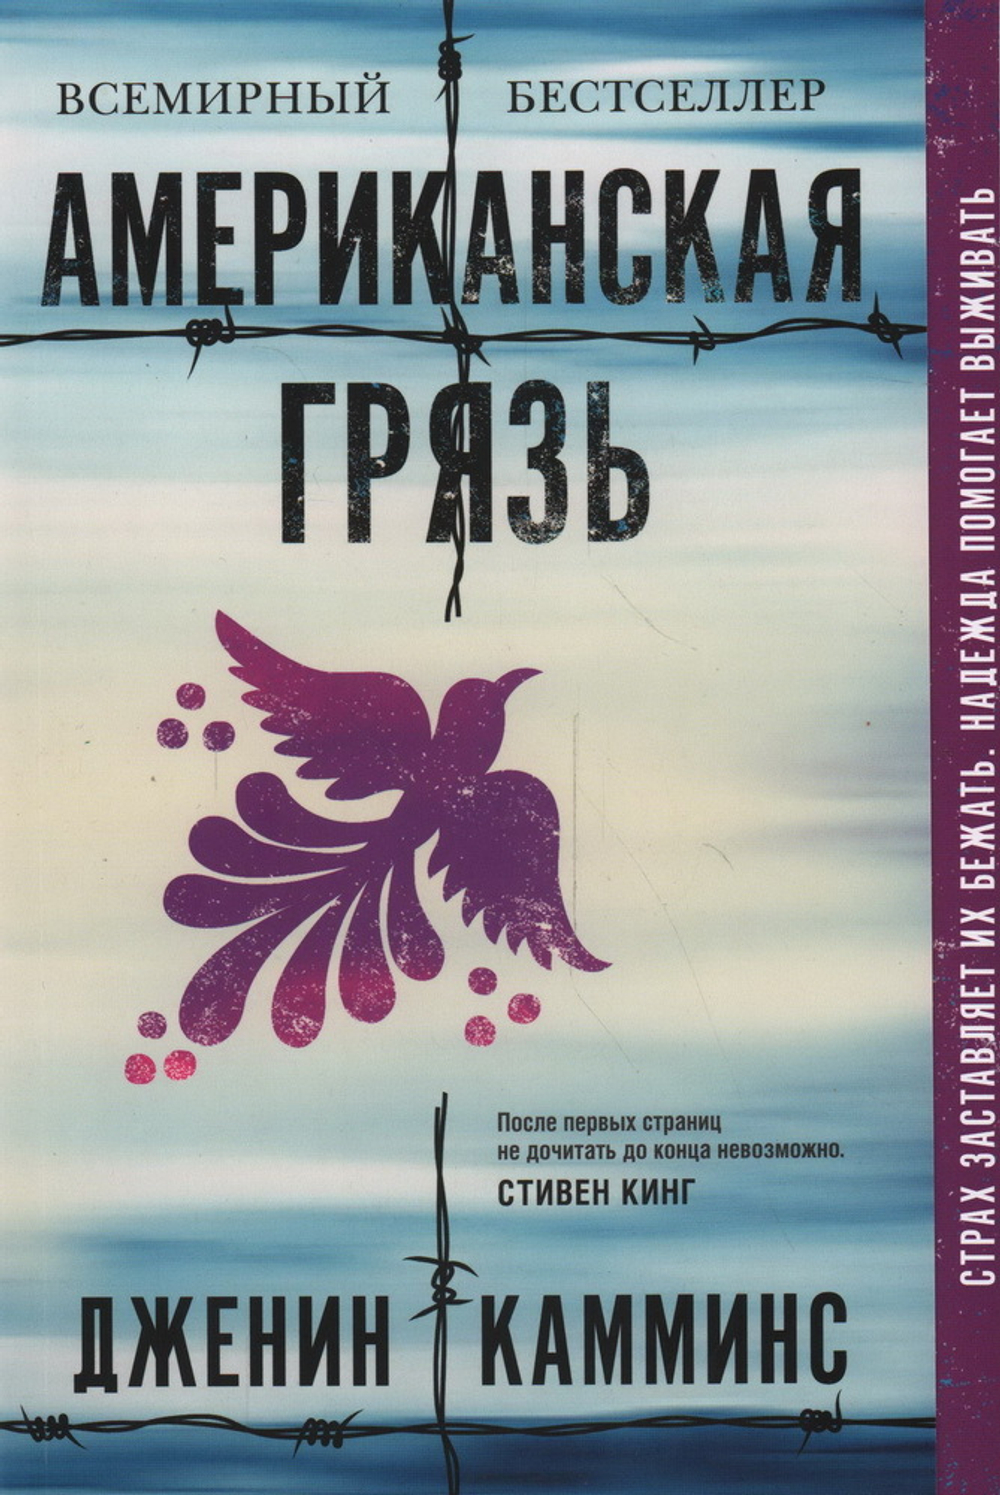 ВСЕМИРНЫЙ БЕСТСЕЛЛЕР
АМЕРИКАНСКАЯ
ГРЯЗЬ
После первых страниц
не дочитать до конца невозможно.
СТИВЕН КИНГ
ДЖЕНИН КАММИНС
СТРАХ ЗАСТАВЛЯЕТ ИХ БЕЖАТЬ. НАДЕЖДА ПОМОГАЕТ ВЫЖИВАТЬ